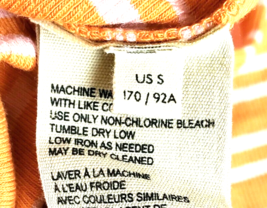 US S
170 / 92A
MACHINE WA
WITH LIKE CO
USE ONLY NON-CHLORINE BLEACH
TUMBLE DRY LOW
LOW IRON AS NEEDED
MAY BE DRY CLEANED
LAVER À LA MACHINE
À L'EAU FROIDE
AVEC COULEURS SIMILAIRES